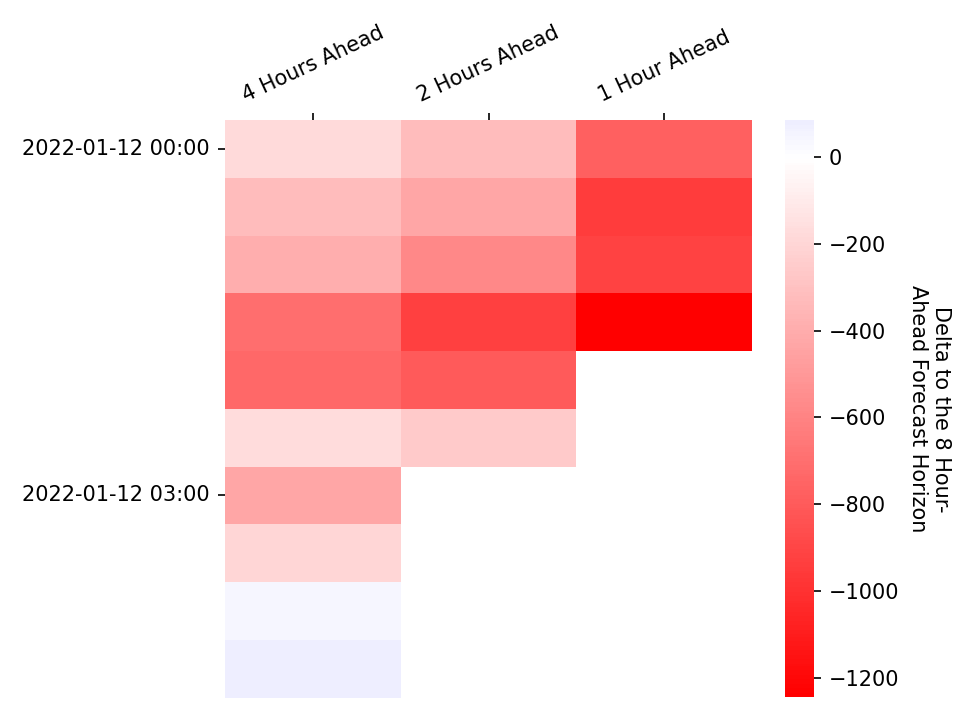 4 Hours Ahead
2 Hours Ahead
1 Hour Ahead
2022-01-12 00:00
2022-01-12 03:00
0
−200
−400
−600
−800
−1000
−1200
Delta to the 8 Hour-
Ahead Forecast Horizon